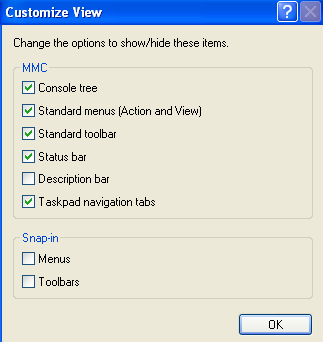 Customize View
Change the options to show/hide these items.
MMC
Console tree
Standard menus (Action and View)
Standard toolbar
Status bar
Description bar
Taskpad navigation tabs
Snap-in
Menus
Toolbars
OK